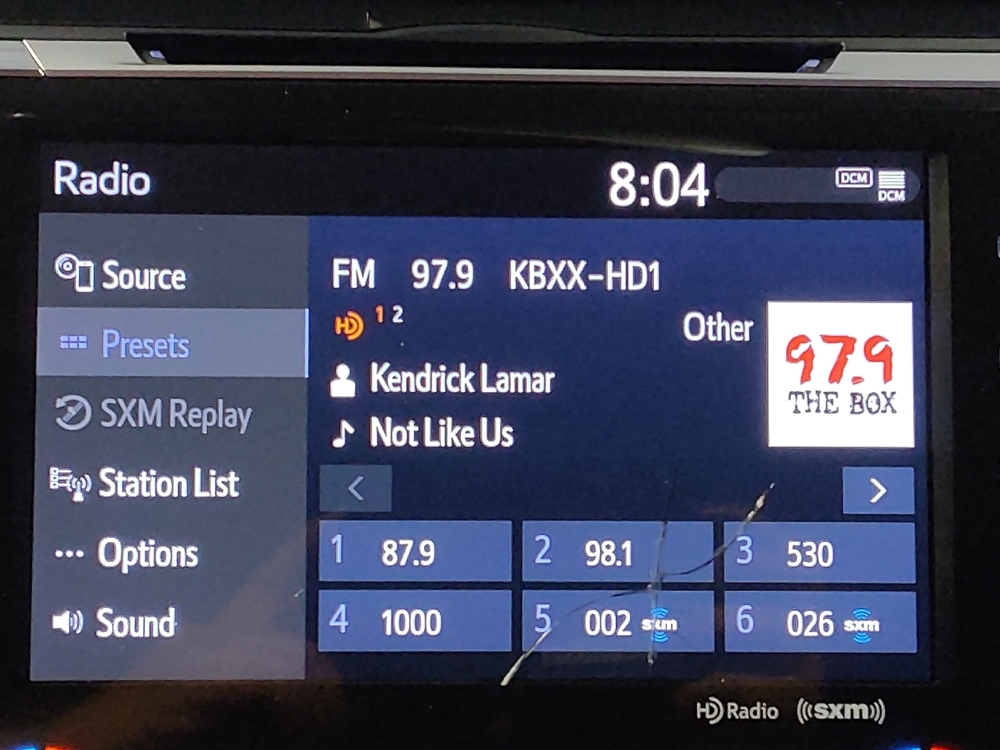 Radio 8:04 DCM DCM
Source
Presets
SXM Replay
Station List
Options
Sound
FM 97.9 KBXX-HD1
HD 1 2
Other
Kendrick Lamar
Not Like Us
97.9
THE BOX
< >
1 87.9 2 98.1 3 530
4 1000 5 002 sxm 6 026 sxm
HD Radio ((sxm))